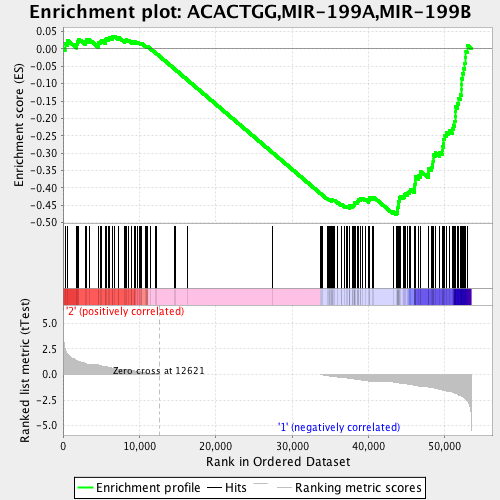 Enrichment plot: ACACTGG,MIR-199A,MIR-199B
Enrichment score (ES)
0.05
0.00
-0.05
-0.10
-0.15
-0.20
-0.25
-0.30
-0.35
-0.40
-0.45
-0.50
'2' (positively correlated)
Ranked list metric (tTest)
5.0
2.5
0.0
-2.5
-5.0
Zero cross at 12621
'1' (negatively correlated)
0
10,000
20,000
30,000
40,000
50,000
Rank in Ordered Dataset
Enrichment profile
Hits
Ranking metric scores